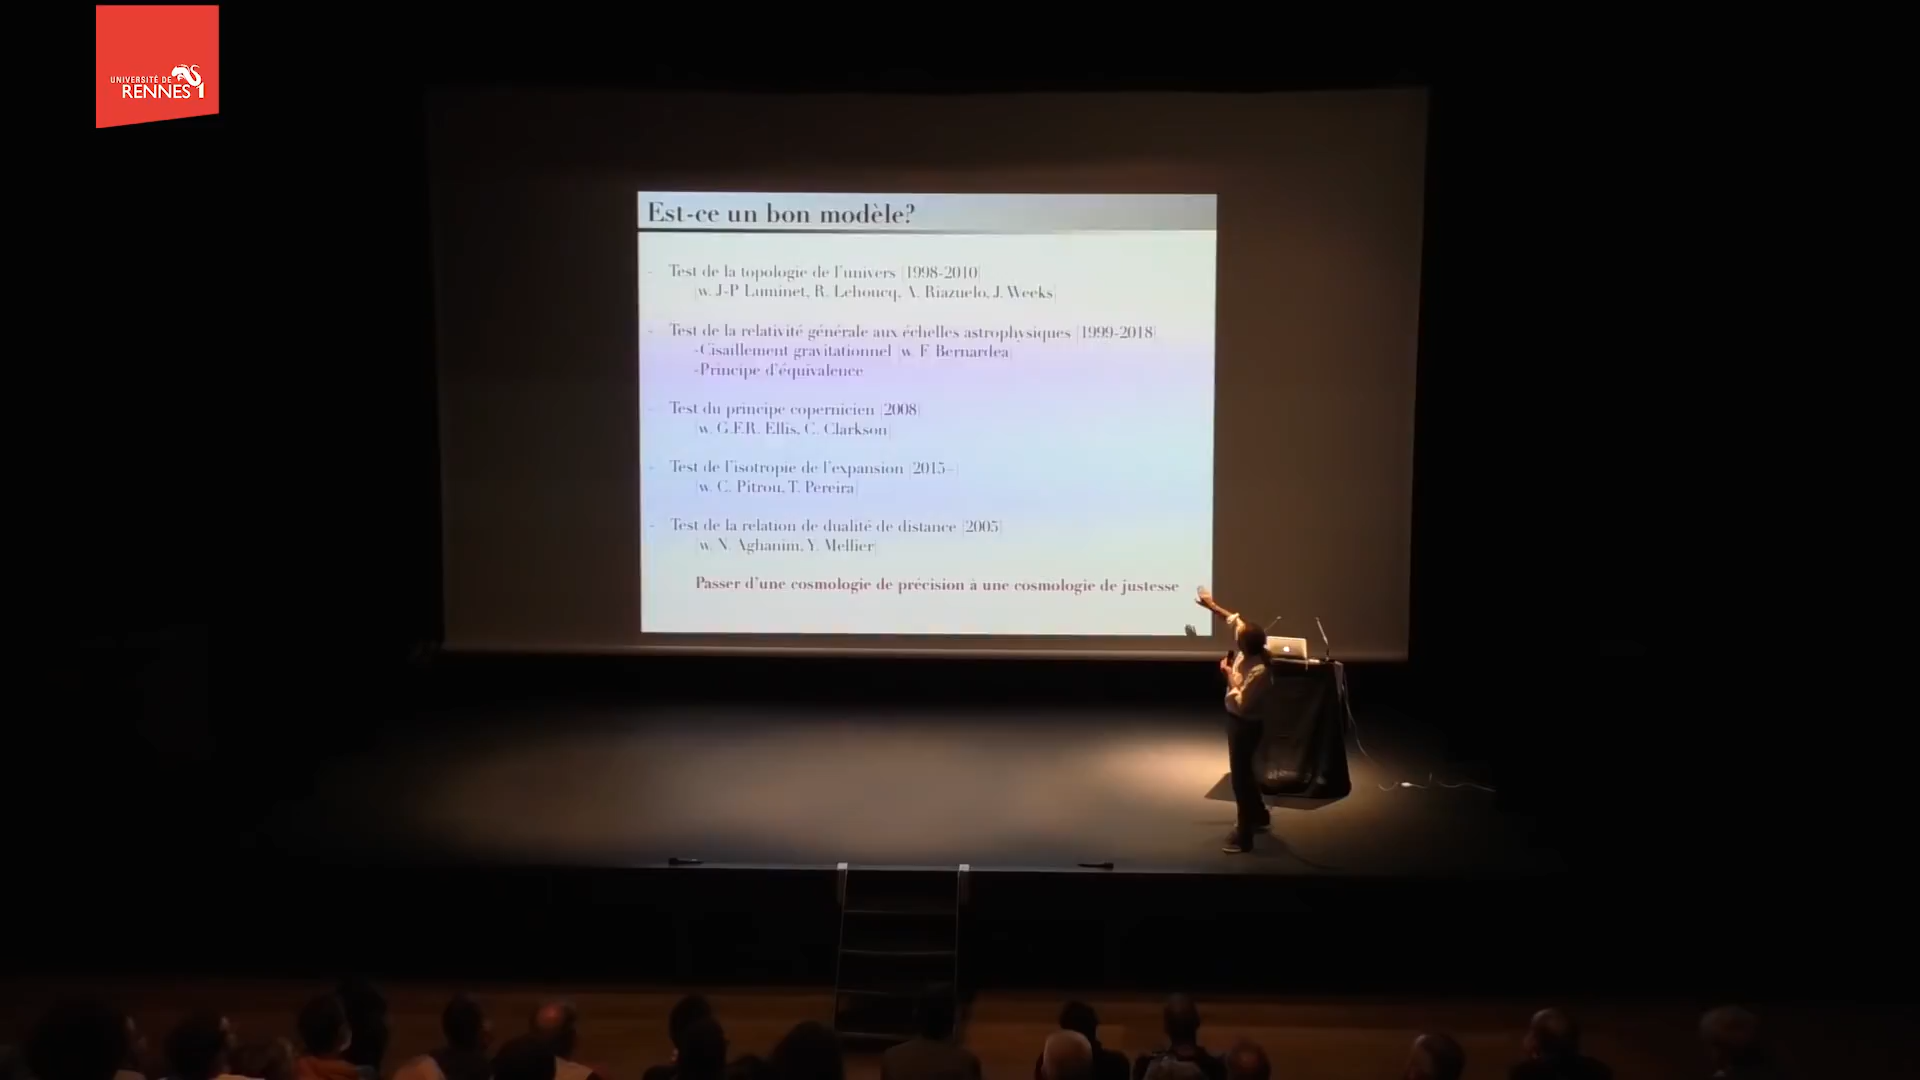 UNIVERSITÉ DE
RENNES 1
Est-ce un bon modèle?
- Test de la topologie de l'univers [1998-2010]
[w. J-P Luminet, R. Lehoucq, A. Riazuelo, J. Weeks]
- Test de la relativité générale aux échelles astrophysiques [1999-2018]
-Cisaillement gravitationnel [w. F. Bernardea]
-Principe d'équivalence
- Test du principe copernicien [2008]
[w. G.F.R. Ellis, C. Clarkson]
- Test de l'isotropie de l'expansion [2015-]
[w. C. Pitrou, T. Pereira]
- Test de la relation de dualité de distance [2005]
[w. N. Aghanim, Y. Mellier]
Passer d'une cosmologie de précision à une cosmologie de justesse